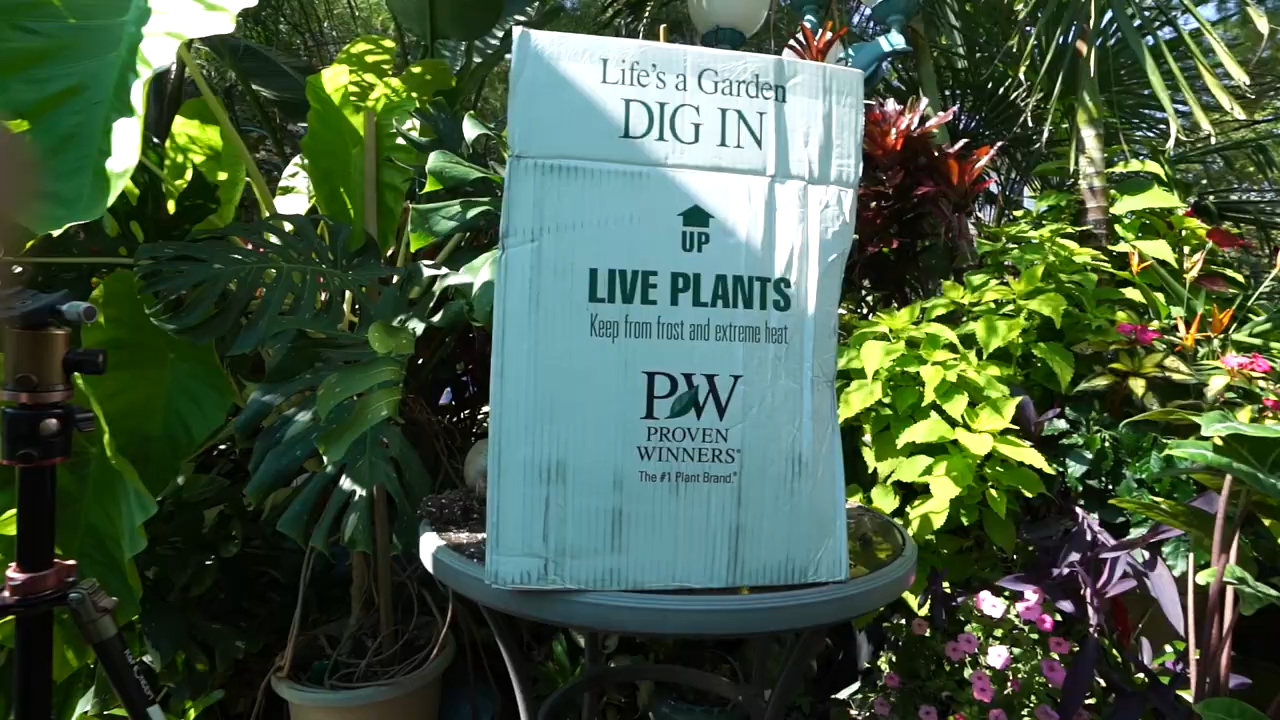 Life's a Garden
DIG IN
UP
LIVE PLANTS
Keep from frost and extreme heat
PW
PROVEN
WINNERS®
The #1 Plant Brand.®